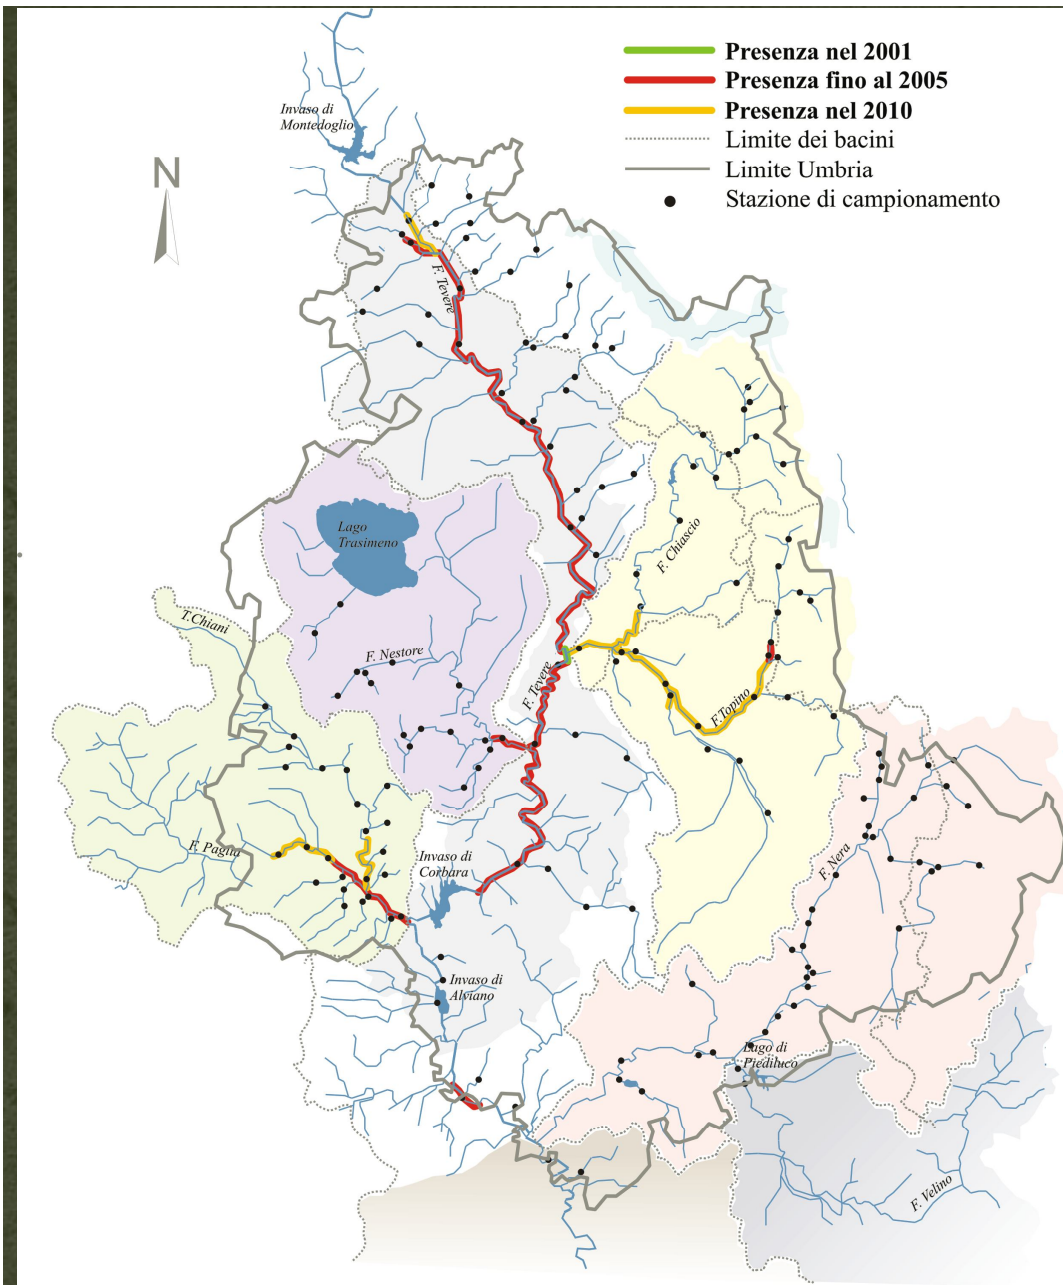 Presenza nel 2001
Presenza fino al 2005
Presenza nel 2010
Limite dei bacini
Limite Umbria
Stazione di campionamento
Invaso di
Montedoglio
N
F. Tevere
Lago
Trasimeno
F. Chiascio
T.Chiani
F. Nestore
F. Tevere
F.Topino
F. Paglia
Invaso di
Corbara
F. Nera
Invaso di
Alviano
Lago di
Piediluco
F. Velino